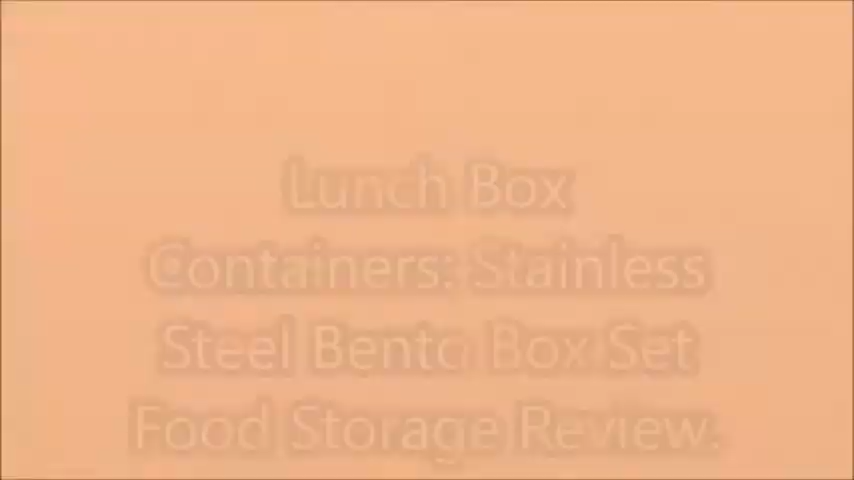 Lunch Box
Containers: Stainless
Steel Bento Box Set
Food Storage Review.